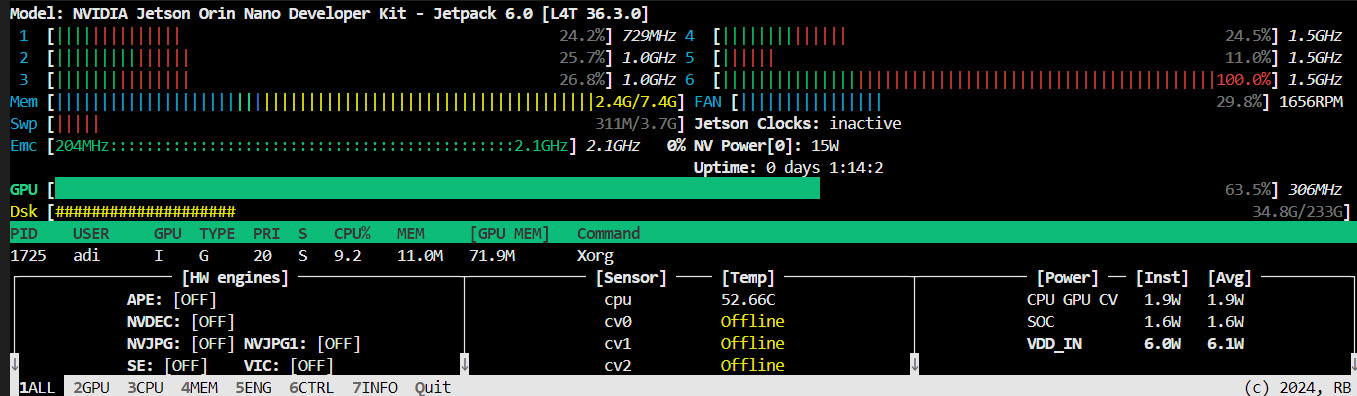 Model: NVIDIA Jetson Orin Nano Developer Kit - Jetpack 6.0 [L4T 36.3.0]
1 [24.2%] 729MHz 4 [24.5%] 1.5GHz
2 [25.7%] 1.0GHz 5 [11.0%] 1.5GHz
3 [26.8%] 1.0GHz 6 [100.0%] 1.5GHz
Mem [2.4G/7.4G] FAN [29.8%] 1656RPM
Swp [311M/3.7G] Jetson Clocks: inactive
Emc [204MHz 2.1GHz] 2.1GHz 0% NV Power[0]: 15W
Uptime: 0 days 1:14:2
GPU [63.5%] 306MHz
Dsk [#################### 34.8G/233G]
PID USER GPU TYPE PRI S CPU% MEM [GPU MEM] Command
1725 adi I G 20 S 9.2 11.0M 71.9M Xorg
[HW engines] [Sensor] [Temp] [Power] [Inst] [Avg]
APE: [OFF] cpu 52.66C CPU GPU CV 1.9W 1.9W
NVDEC: [OFF] cv0 Offline SOC 1.6W 1.6W
NVJPG: [OFF] NVJPG1: [OFF] cv1 Offline VDD_IN 6.0W 6.1W
SE: [OFF] VIC: [OFF] cv2 Offline
1ALL 2GPU 3CPU 4MEM 5ENG 6CTRL 7INFO Quit (c) 2024, RB